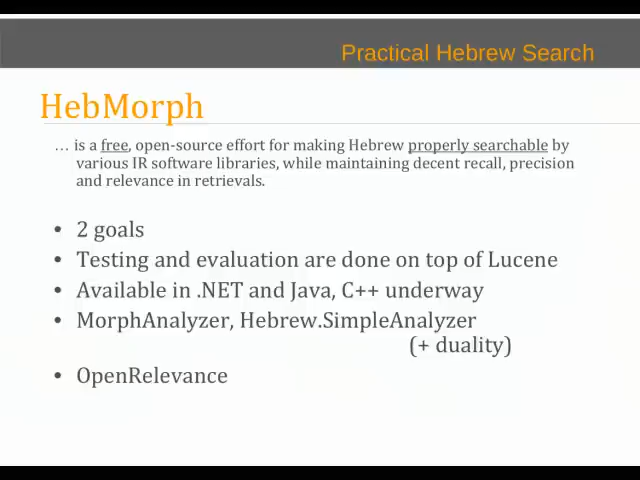 Practical Hebrew Search
HebMorph
… is a free, open-source effort for making Hebrew properly searchable by
various IR software libraries, while maintaining decent recall, precision
and relevance in retrievals.
• 2 goals
• Testing and evaluation are done on top of Lucene
• Available in .NET and Java, C++ underway
• MorphAnalyzer, Hebrew.SimpleAnalyzer
(+ duality)
• OpenRelevance